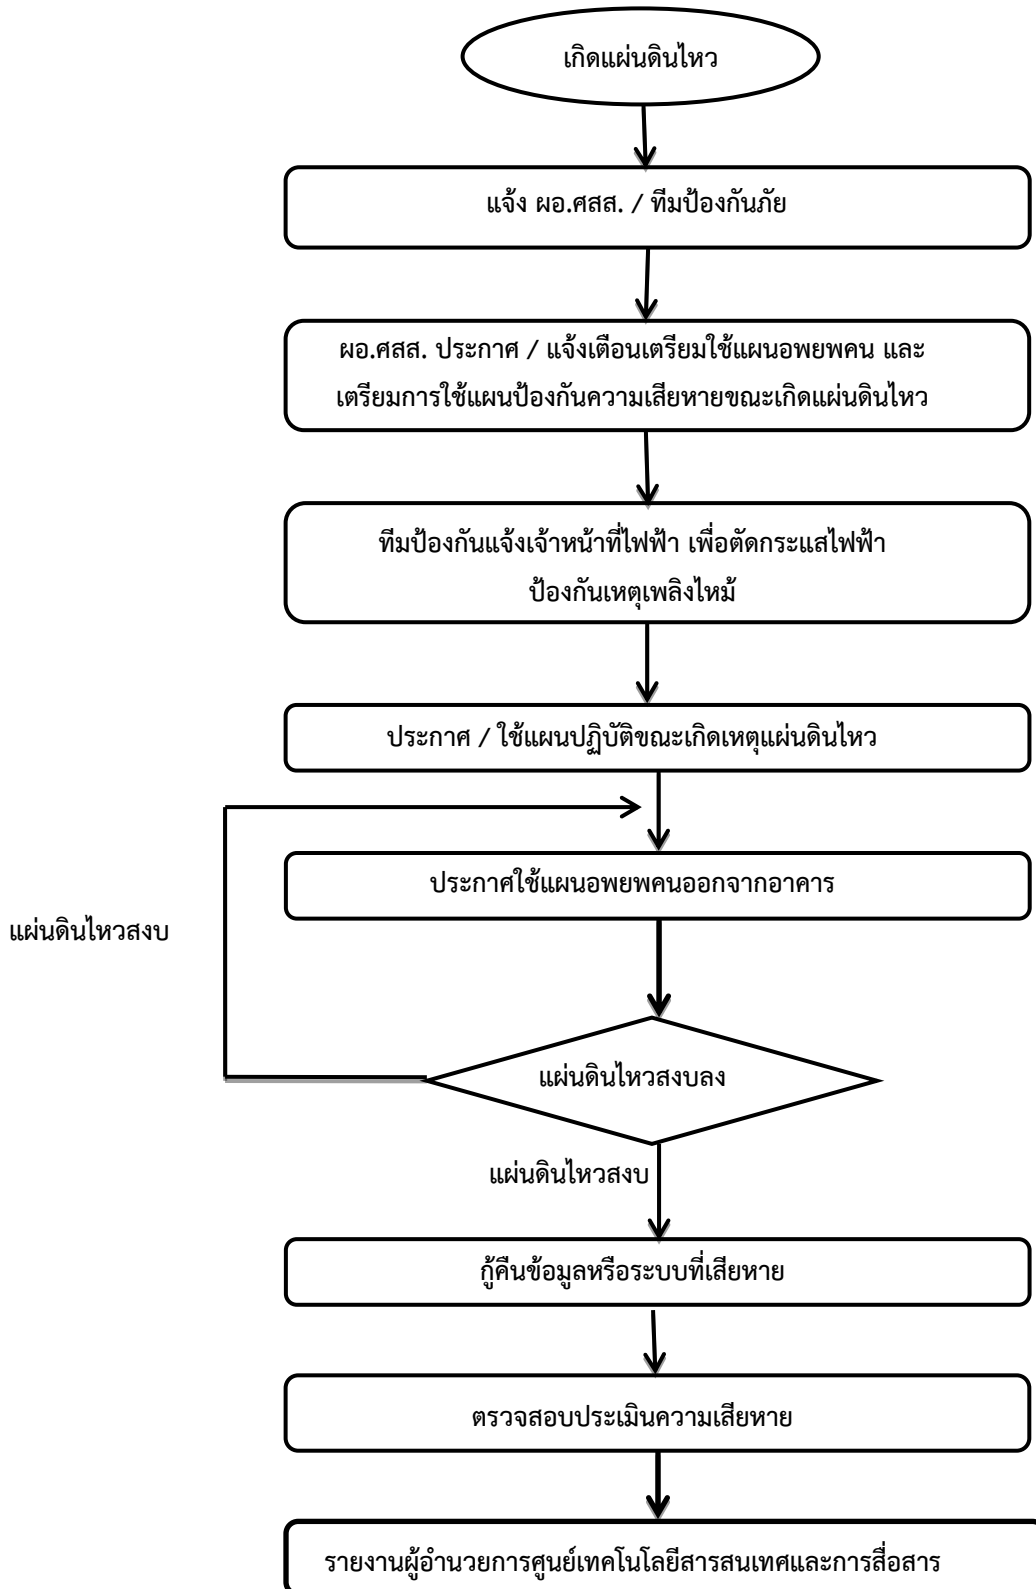 เกิดแผ่นดินไหว
แจ้ง ผอ.ศสส. / ทีมป้องกันภัย
ผอ.ศสส. ประกาศ / แจ้งเตือนเตรียมใช้แผนอพยพคน และ
เตรียมการใช้แผนป้องกันความเสียหายขณะเกิดแผ่นดินไหว
ทีมป้องกันแจ้งเจ้าหน้าที่ไฟฟ้า เพื่อตัดกระแสไฟฟ้า
ป้องกันเหตุเพลิงไหม้
ประกาศ / ใช้แผนปฏิบัติขณะเกิดเหตุแผ่นดินไหว
ประกาศใช้แผนอพยพคนออกจากอาคาร
แผ่นดินไหวสงบ
แผ่นดินไหวสงบลง
แผ่นดินไหวสงบ
กู้คืนข้อมูลหรือระบบที่เสียหาย
ตรวจสอบประเมินความเสียหาย
รายงานผู้อำนวยการศูนย์เทคโนโลยีสารสนเทศและการสื่อสาร